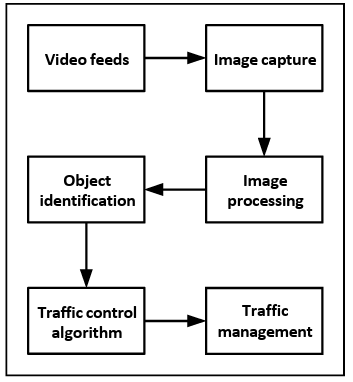 Video feeds
Image capture
Object
identification
Image
processing
Traffic control
algorithm
Traffic
management